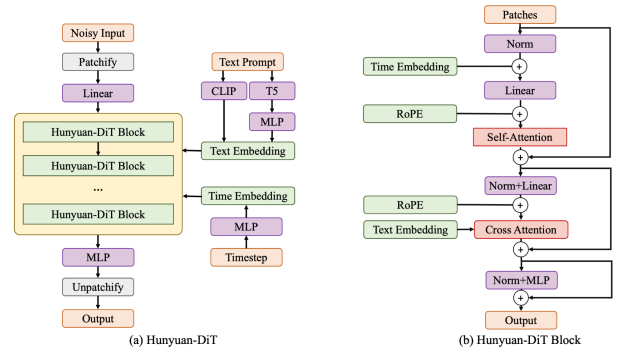 Noisy Input
Patchify
Linear
Hunyuan-DiT Block
Hunyuan-DiT Block
...
Hunyuan-DiT Block
MLP
Unpatchify
Output
Text Prompt
CLIP
T5
MLP
Text Embedding
Time Embedding
MLP
Timestep
(a) Hunyuan-DiT
Patches
Norm
Time Embedding
+
Linear
RoPE
+
Self-Attention
+
Norm+Linear
RoPE
+
Text Embedding
Cross Attention
+
Norm+MLP
+
Output
(b) Hunyuan-DiT Block